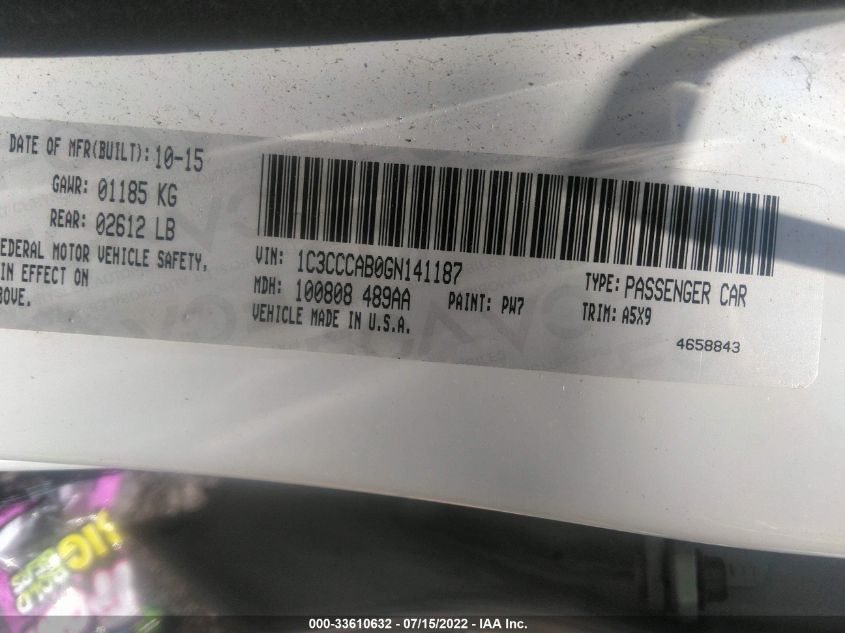 DATE OF MFR(BUILT): 10-15
GAWR: 01185 KG
REAR: 02612 LB
EDERAL MOTOR VEHICLE SAFETY,
IN EFFECT ON
BOVE.
VIN: 1C3CCCAB0GN141187
MDH: 100808 489AA
PAINT: PW7
VEHICLE MADE IN U.S.A.
TYPE: PASSENGER CAR
TRIM: A5X9
4658843
000-33610632 - 07/15/2022 - IAA Inc.